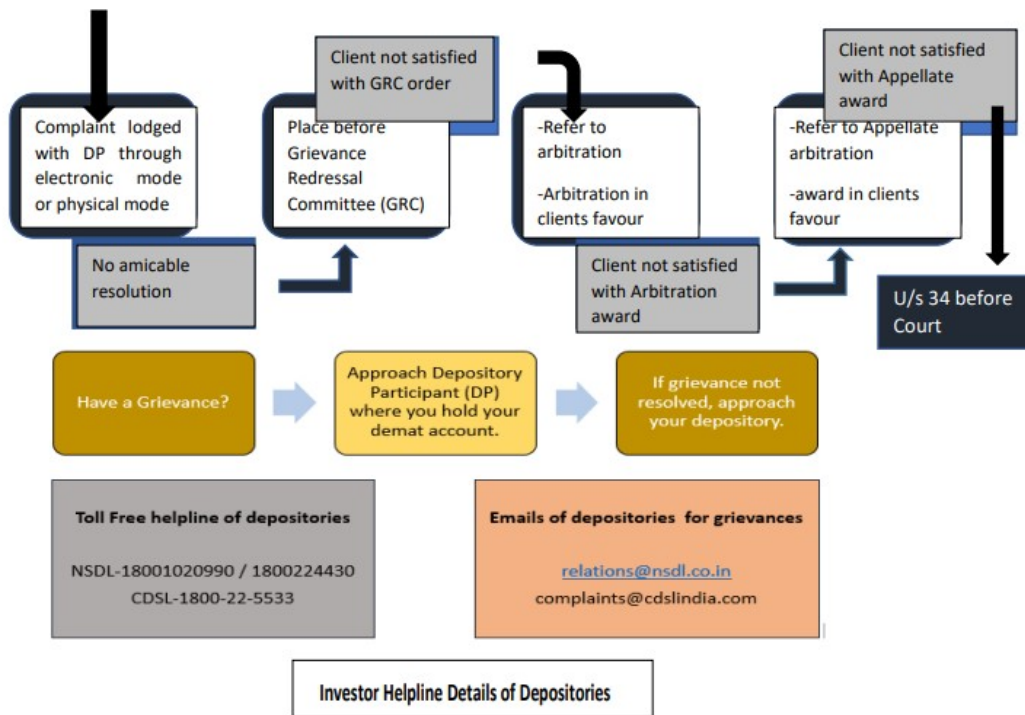 Complaint lodged
with DP through
electronic mode
or physical mode
No amicable
resolution
Place before
Grievance
Redressal
Committee (GRC)
Client not satisfied
with GRC order
-Refer to
arbitration
-Arbitration in
clients favour
Client not satisfied
with Arbitration
award
-Refer to Appellate
arbitration
-award in clients
favour
Client not satisfied
with Appellate
award
U/s 34 before
Court
Have a Grievance?
Approach Depository
Participant (DP)
where you hold your
demat account.
If grievance not
resolved, approach
your depository.
Toll Free helpline of depositories
NSDL-18001020990 / 1800224430
CDSL-1800-22-5533
Emails of depositories for grievances
relations@nsdl.co.in
complaints@cdslindia.com
Investor Helpline Details of Depositories